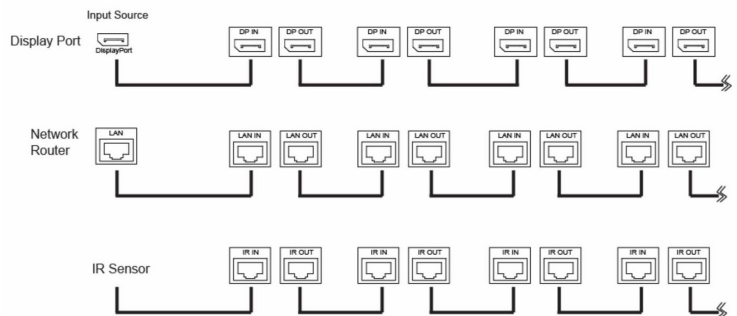 Input Source
Display Port
DisplayPort
DP IN DP OUT DP IN DP OUT DP IN DP OUT DP IN DP OUT
Network
Router
LAN
LAN IN LAN OUT LAN IN LAN OUT LAN IN LAN OUT LAN IN LAN OUT
IR Sensor
IR IN IR OUT IR IN IR OUT IR IN IR OUT IR IN IR OUT